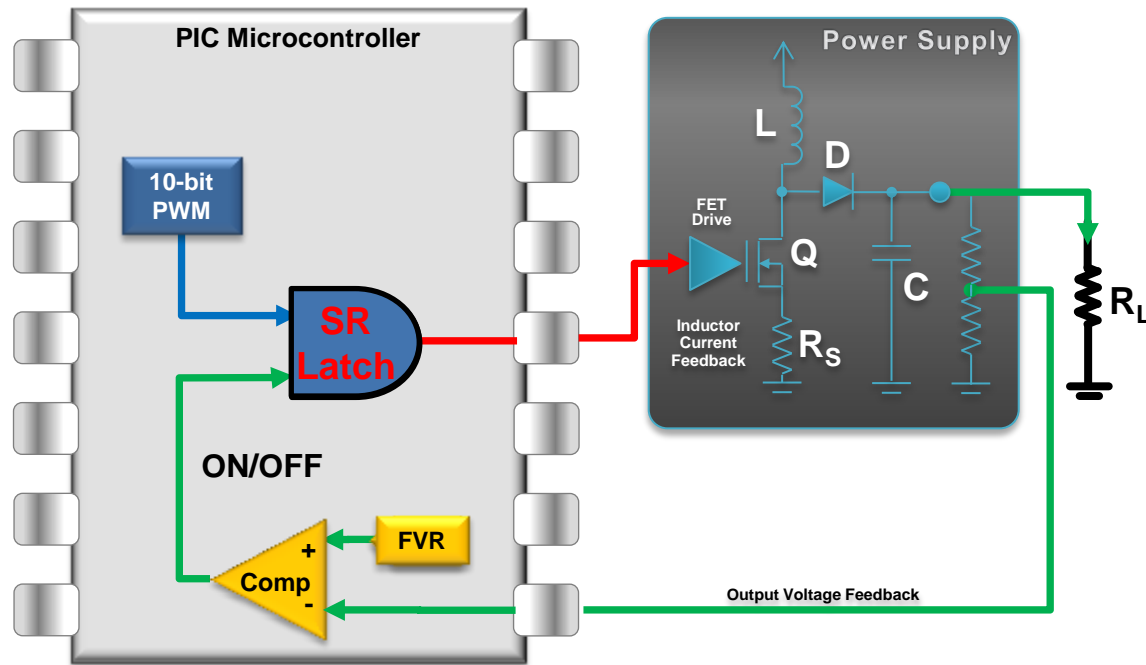 PIC Microcontroller
10-bit
PWM
SR
Latch
ON/OFF
+
Comp
-
FVR
Power Supply
L
D
FET
Drive
Q
C
Inductor
Current
Feedback
RS
RL
Output Voltage Feedback